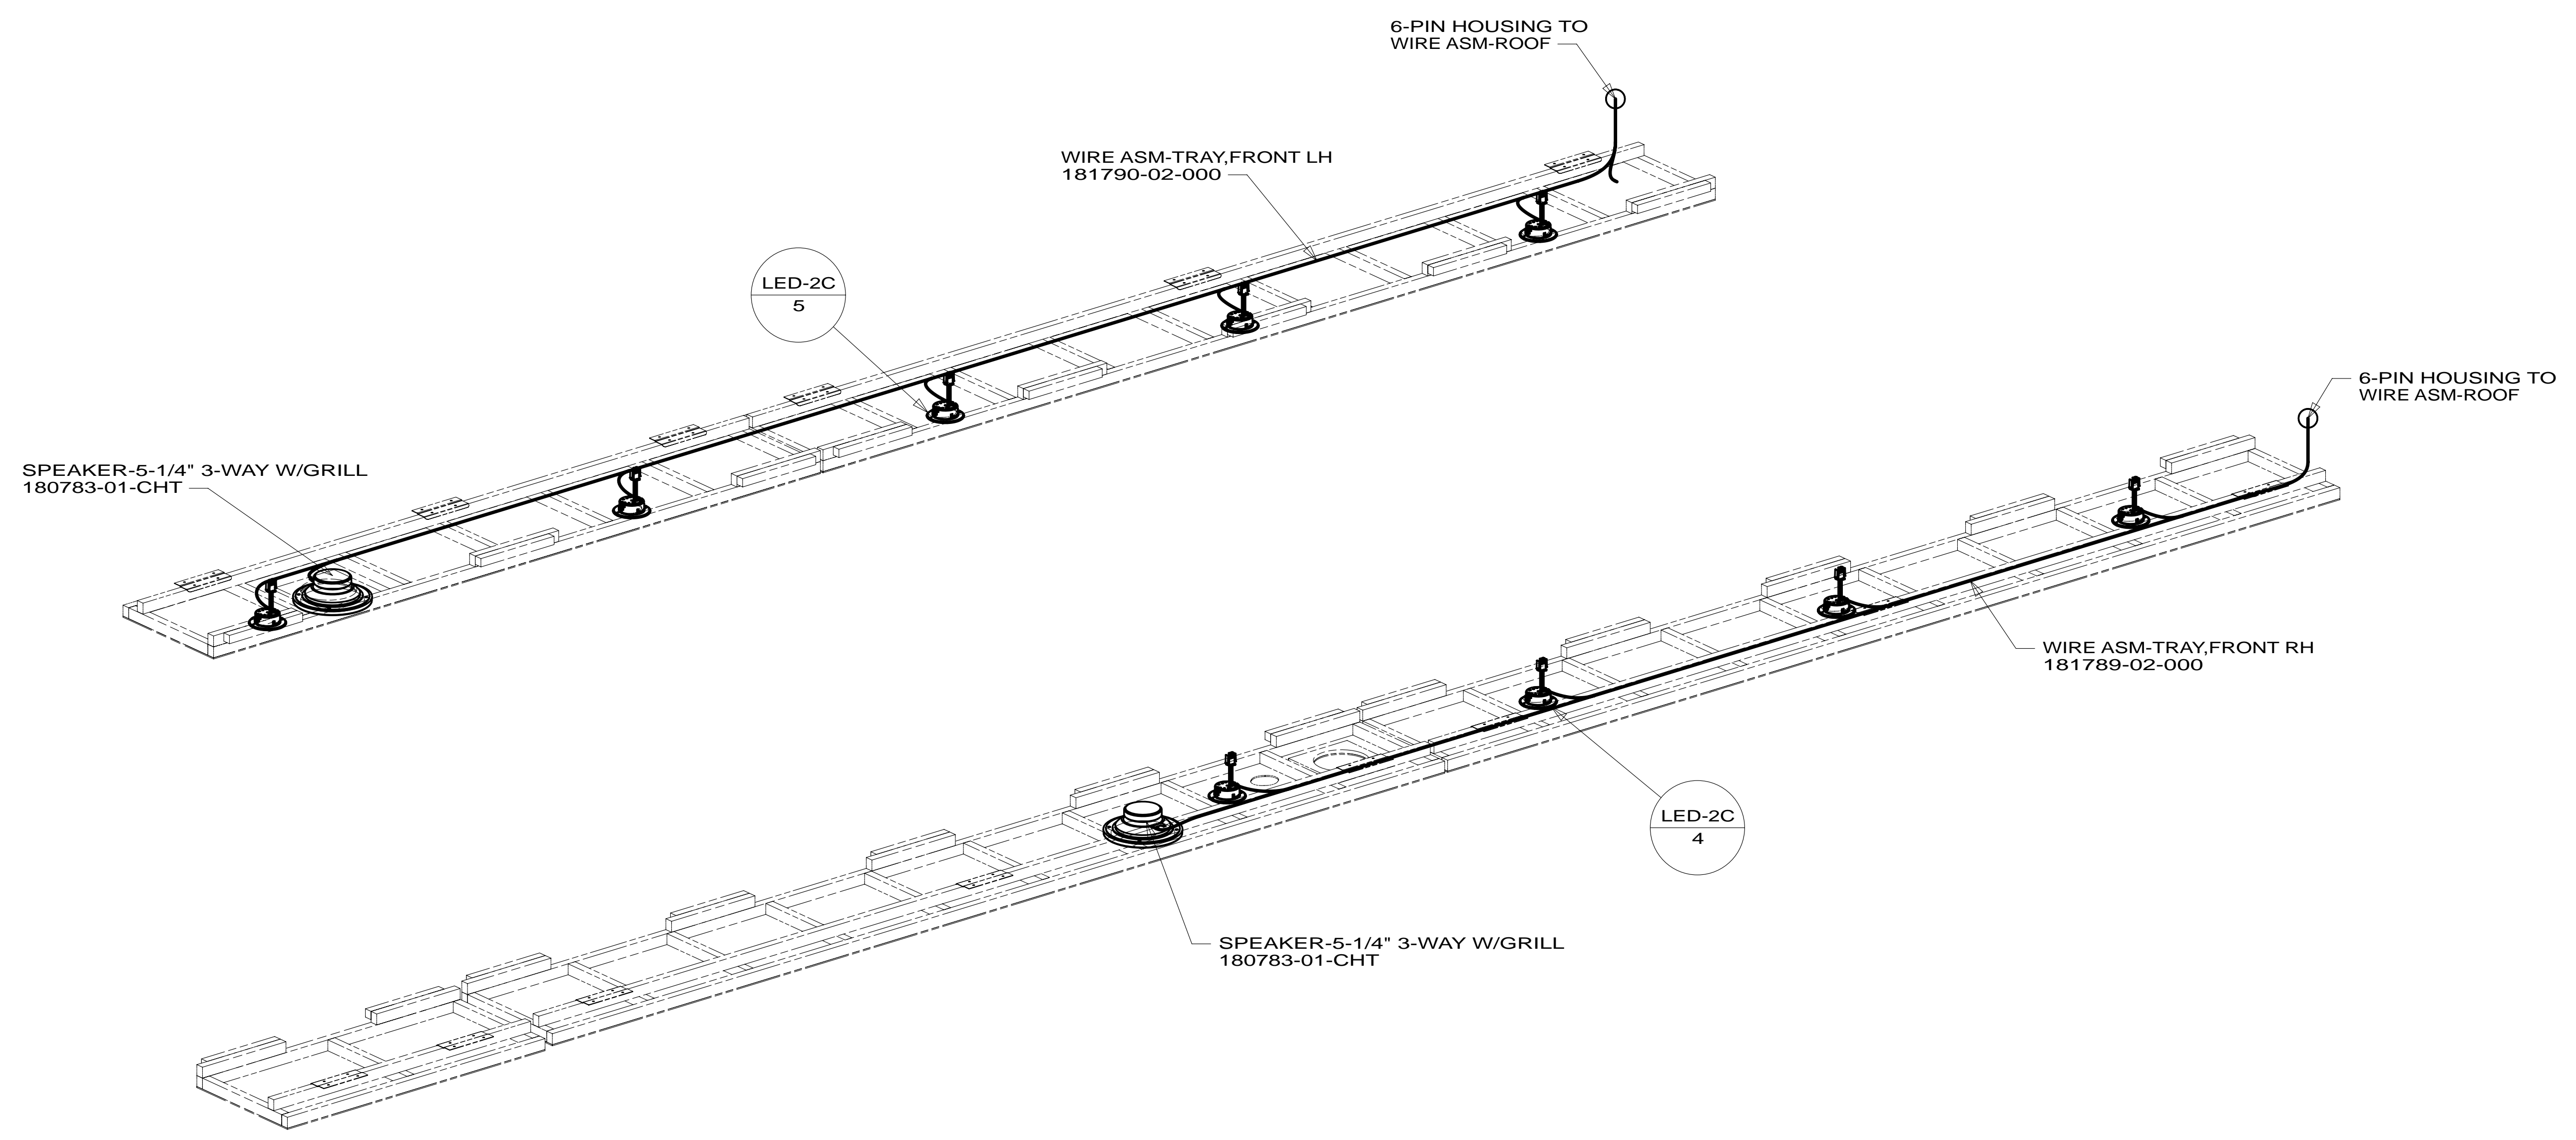 6-PIN HOUSING TO
WIRE ASM-ROOF
WIRE ASM-TRAY,FRONT LH
181790-02-000
LED-2C
5
SPEAKER-5-1/4" 3-WAY W/GRILL
180783-01-CHT
6-PIN HOUSING TO
WIRE ASM-ROOF
WIRE ASM-TRAY,FRONT RH
181789-02-000
LED-2C
4
SPEAKER-5-1/4" 3-WAY W/GRILL
180783-01-CHT